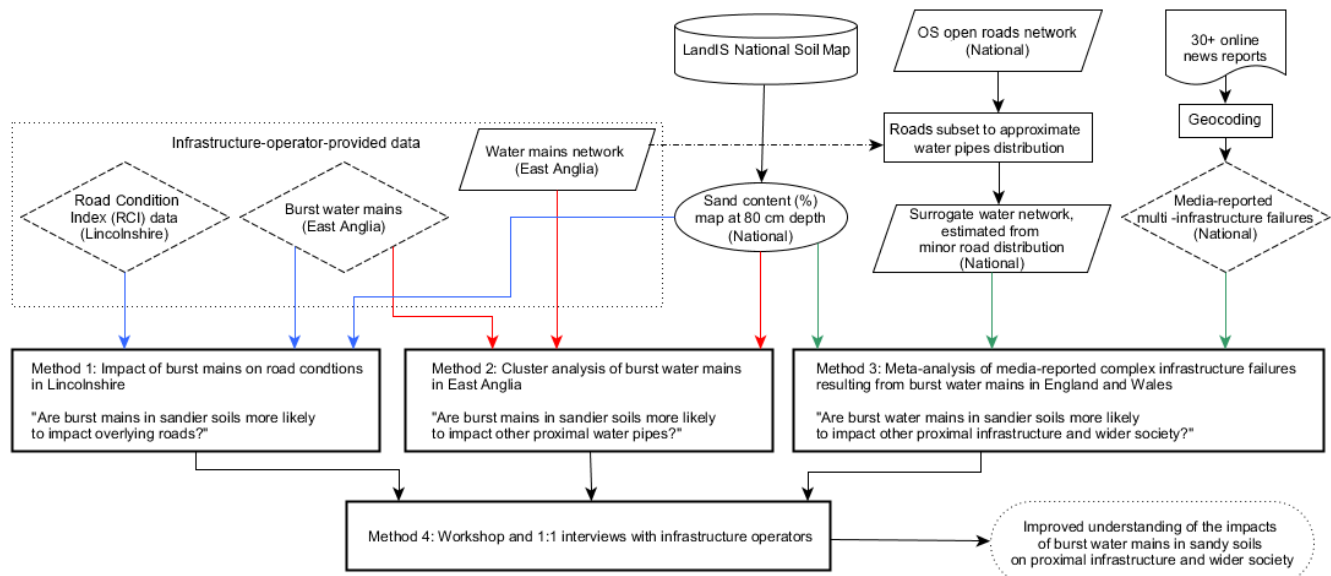 LandIS National Soil Map
OS open roads network
(National)
30+ online
news reports
Infrastructure-operator-provided data
Water mains network
(East Anglia)
Roads subset to approximate
water pipes distribution
Geocoding
Road Condition
Index (RCI) data
(Lincolnshire)
Burst water mains
(East Anglia)
Sand content (%)
map at 80 cm depth
(National)
Surrogate water network,
estimated from
minor road distribution
(National)
Media-reported
multi -infrastructure failures
(National)
Method 1: Impact of burst mains on road condtions
in Lincolnshire
"Are burst mains in sandier soils more likely
to impact overlying roads?"
Method 2: Cluster analysis of burst water mains
in East Anglia
"Are burst mains in sandier soils more likely
to impact other proximal water pipes?"
Method 3: Meta-analysis of media-reported complex infrastructure failures
resulting from burst water mains in England and Wales
"Are burst water mains in sandier soils more likely
to impact other proximal infrastructure and wider society?"
Method 4: Workshop and 1:1 interviews with infrastructure operators
Improved understanding of the impacts
of burst water mains in sandy soils
on proximal infrastructure and wider society